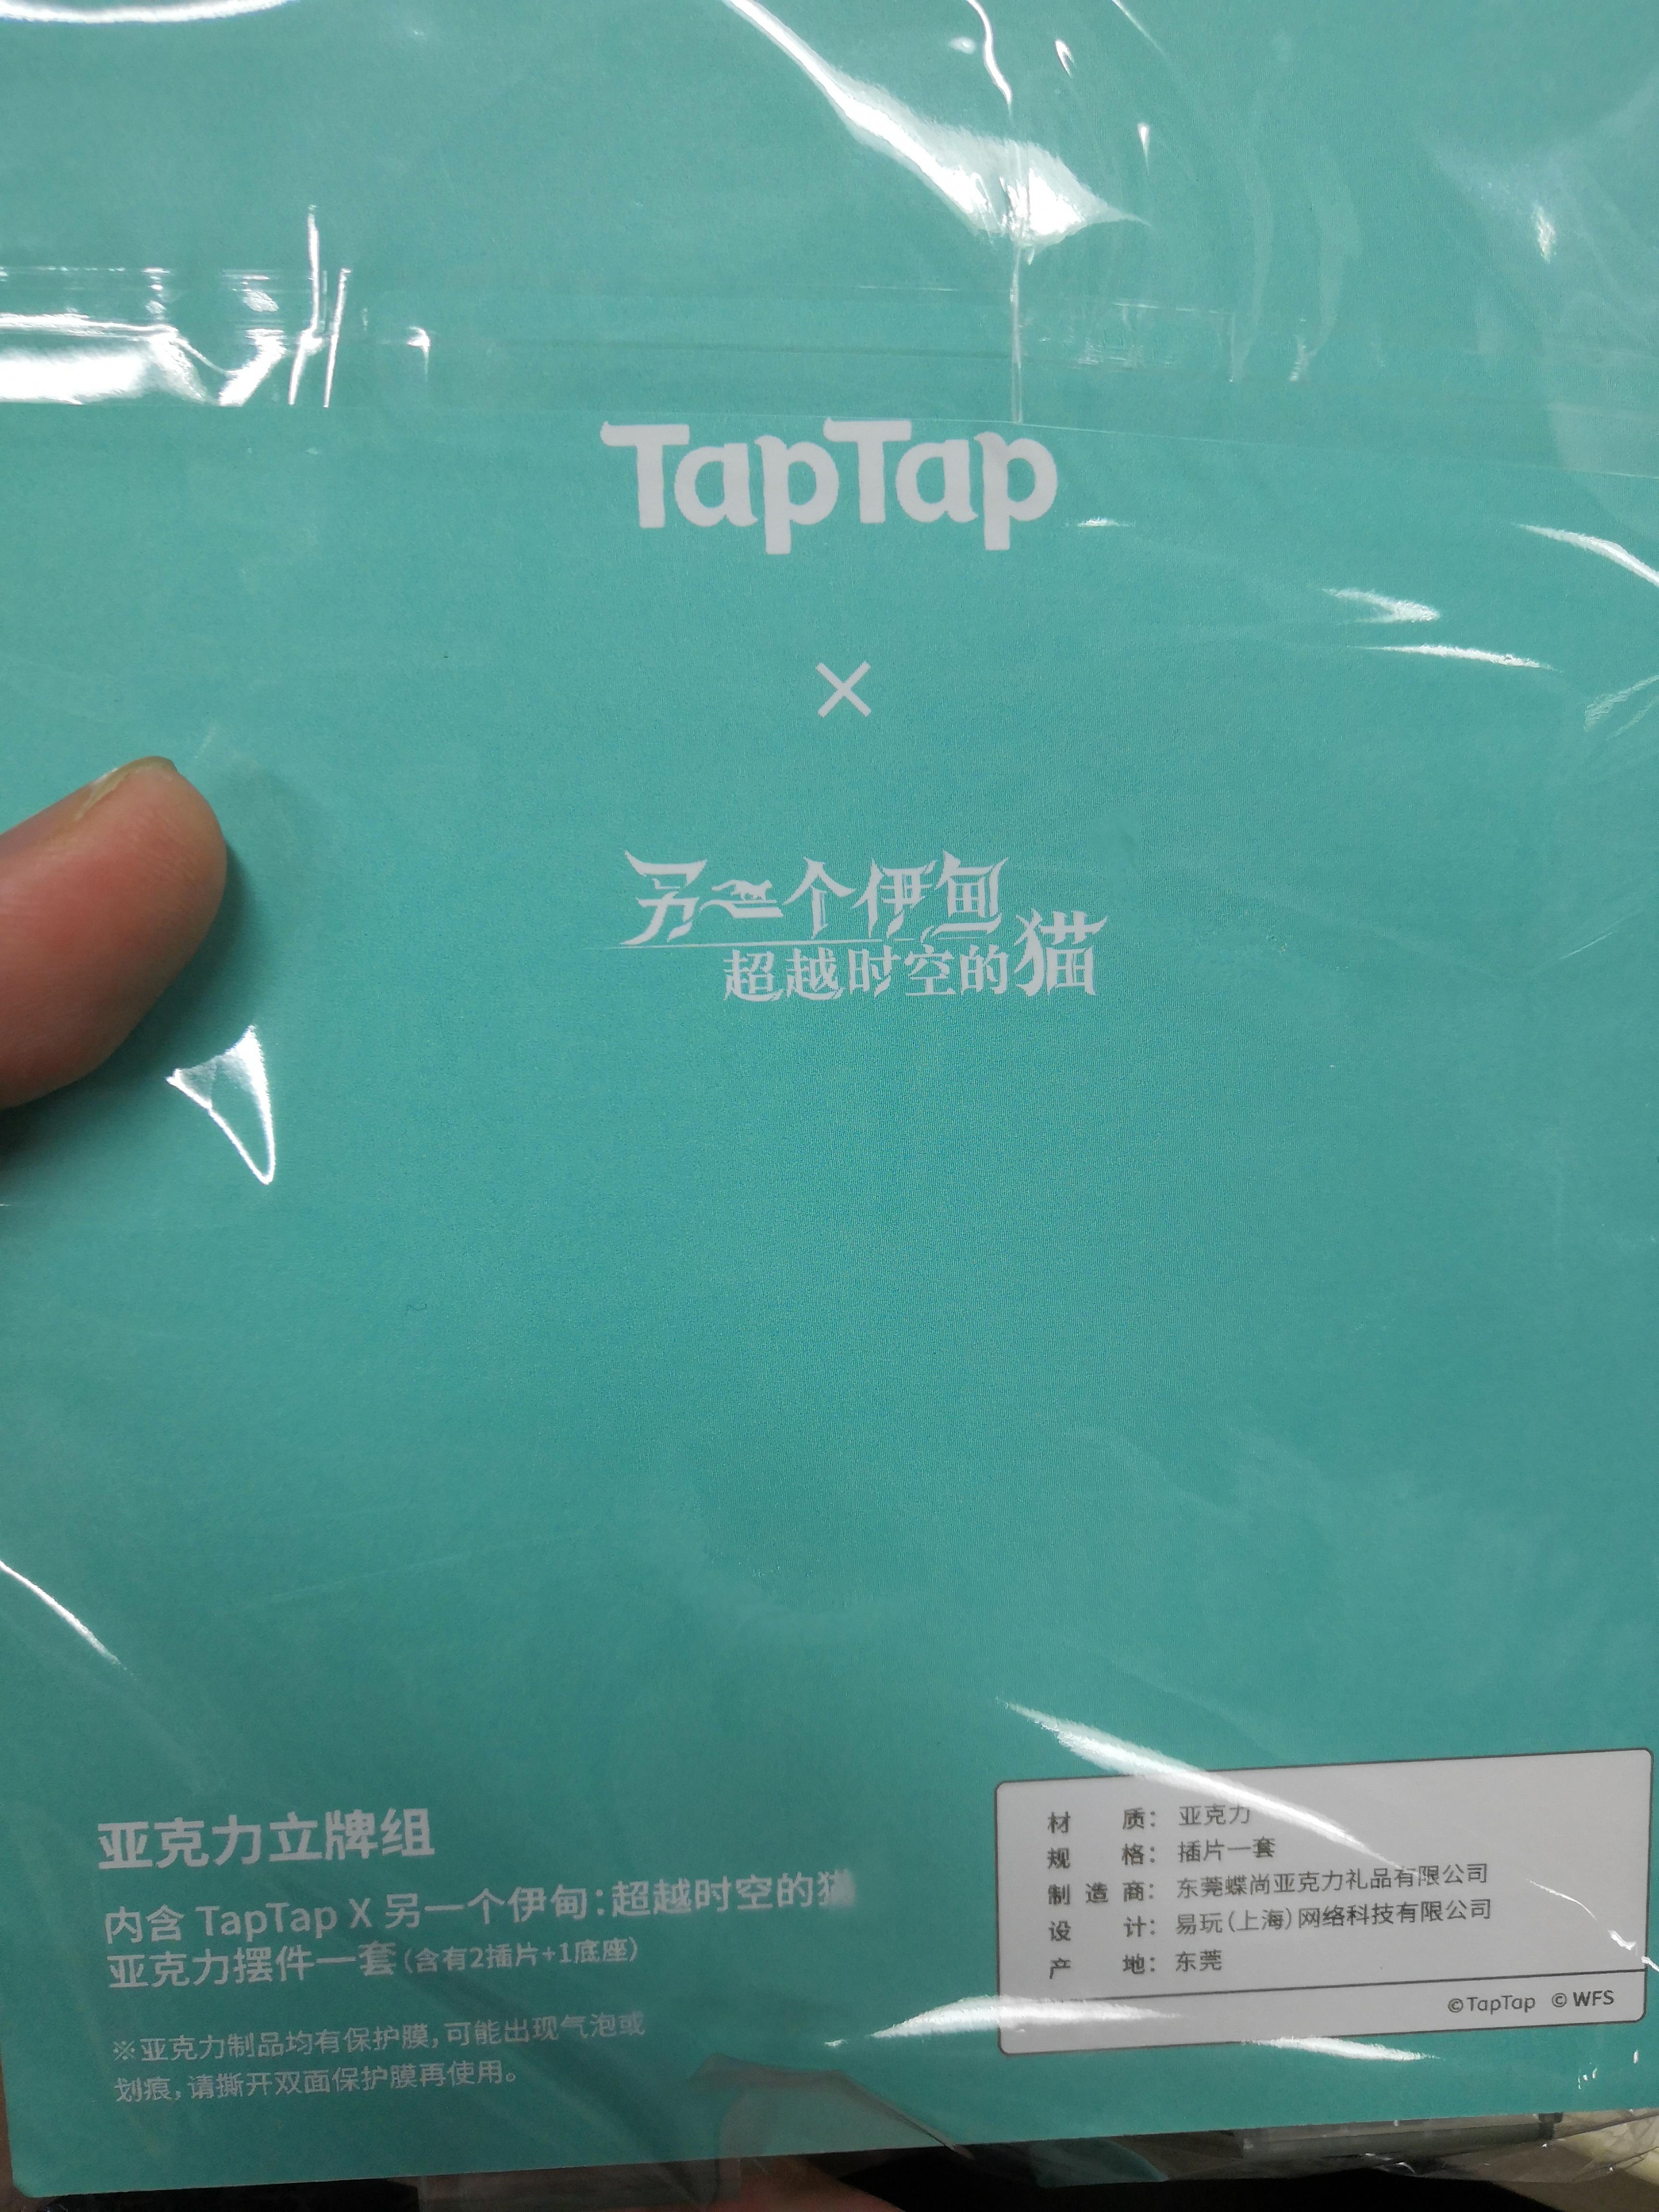 TapTap
×
另一个伊甸
超越时空的猫
亚克力立牌组
内含 TapTap X 另一个伊甸:超越时空的猫
亚克力摆件一套(含有2插片+1底座)
※亚克力制品均有保护膜,可能出现气泡或
划痕,请撕开双面保护膜再使用。
材 质: 亚克力
规 格: 插片一套
制造商: 东莞蝶尚亚克力礼品有限公司
设 计: 易玩(上海)网络科技有限公司
产 地: 东莞
©TapTap ©WFS